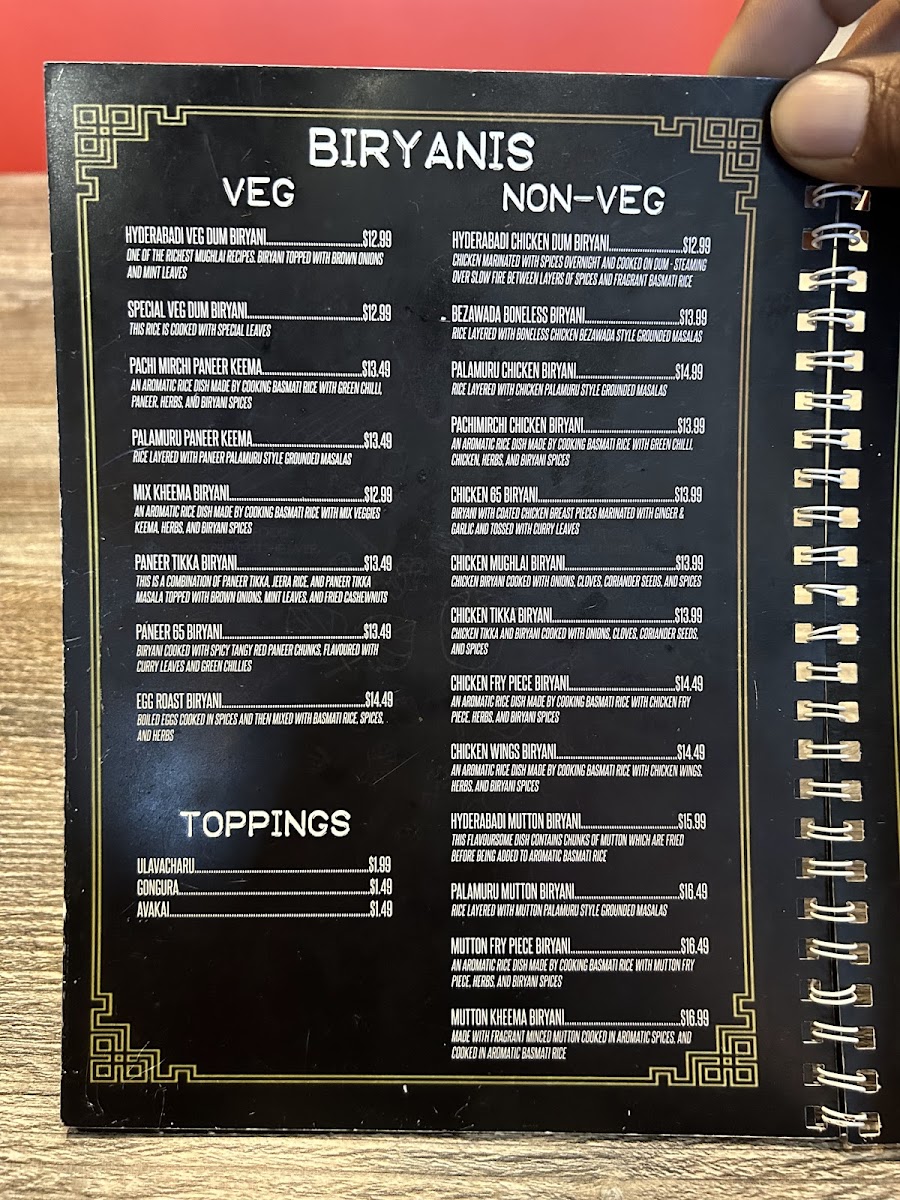 BIRYANIS
VEG
HYDERABADI VEG DUM BIRYANI $12.99
ONE OF THE RICHEST MUGHLAI RECIPES. BIRYANI TOPPED WITH BROWN ONIONS
AND MINT LEAVES
SPECIAL VEG DUM BIRYANI $12.99
THIS RICE IS COOKED WITH SPECIAL LEAVES
PACHI MIRCHI PANEER KEEMA $13.49
AN AROMATIC RICE DISH MADE BY COOKING BASMATI RICE WITH GREEN CHILLI,
PANEER, HERBS, AND BIRYANI SPICES
PALAMURU PANEER KEEMA $13.49
RICE LAYERED WITH PANEER PALAMURU STYLE GROUNDED MASALAS
MIX KHEEMA BIRYANI $12.99
AN AROMATIC RICE DISH MADE BY COOKING BASMATI RICE WITH MIX VEGGIES
KEEMA, HERBS, AND BIRYANI SPICES
PANEER TIKKA BIRYANI $13.49
THIS IS A COMBINATION OF PANEER TIKKA, JEERA RICE, AND PANEER TIKKA
MASALA TOPPED WITH BROWN ONIONS, MINT LEAVES, AND FRIED CASHEWNUTS
PANEER 65 BIRYANI $13.49
BIRYANI COOKED WITH SPICY TANGY RED PANEER CHUNKS, FLAVOURED WITH
CURRY LEAVES AND GREEN CHILLIES
EGG ROAST BIRYANI $14.49
BOILED EGGS COOKED IN SPICES AND THEN MIXED WITH BASMATI RICE, SPICES,
AND HERBS
TOPPINGS
ULAVACHARU $1.99
GONGURA $1.49
AVAKAI $1.49
NON-VEG
HYDERABADI CHICKEN DUM BIRYANI $12.99
CHICKEN MARINATED WITH SPICES OVERNIGHT AND COOKED ON DUM - STEAMING
OVER SLOW FIRE BETWEEN LAYERS OF SPICES AND FRAGRANT BASMATI RICE
BEZAWADA BONELESS BIRYANI $13.99
RICE LAYERED WITH BONELESS CHICKEN BEZAWADA STYLE GROUNDED MASALAS
PALAMURU CHICKEN BIRYANI $14.99
RICE LAYERED WITH CHICKEN PALAMURU STYLE GROUNDED MASALAS
PACHIMIRCHI CHICKEN BIRYANI $13.99
AN AROMATIC RICE DISH MADE BY COOKING BASMATI RICE WITH GREEN CHILLI,
CHICKEN, HERBS, AND BIRYANI SPICES
CHICKEN 65 BIRYANI $13.99
BIRYANI WITH COATED CHICKEN BREAST PIECES MARINATED WITH GINGER &
GARLIC AND TOSSED WITH CURRY LEAVES
CHICKEN MUGHLAI BIRYANI $13.99
CHICKEN BIRYANI COOKED WITH ONIONS, CLOVES, CORIANDER SEEDS, AND SPICES
CHICKEN TIKKA BIRYANI $13.99
CHICKEN TIKKA AND BIRYANI COOKED WITH ONIONS, CLOVES, CORIANDER SEEDS,
AND SPICES
CHICKEN FRY PIECE BIRYANI $14.49
AN AROMATIC RICE DISH MADE BY COOKING BASMATI RICE WITH CHICKEN FRY
PIECE, HERBS, AND BIRYANI SPICES
CHICKEN WINGS BIRYANI $14.49
AN AROMATIC RICE DISH MADE BY COOKING BASMATI RICE WITH CHICKEN WINGS,
HERBS, AND BIRYANI SPICES
HYDERABADI MUTTON BIRYANI $15.99
THIS FLAVOURSOME DISH CONTAINS CHUNKS OF MUTTON WHICH ARE FRIED
BEFORE BEING ADDED TO AROMATIC BASMATI RICE
PALAMURU MUTTON BIRYANI $16.49
RICE LAYERED WITH MUTTON PALAMURU STYLE GROUNDED MASALAS
MUTTON FRY PIECE BIRYANI $16.49
AN AROMATIC RICE DISH MADE BY COOKING BASMATI RICE WITH MUTTON FRY
PIECE, HERBS, AND BIRYANI SPICES
MUTTON KHEEMA BIRYANI $16.99
MADE WITH FRAGRANT MINCED MUTTON COOKED IN AROMATIC SPICES, AND
COOKED IN AROMATIC BASMATI RICE